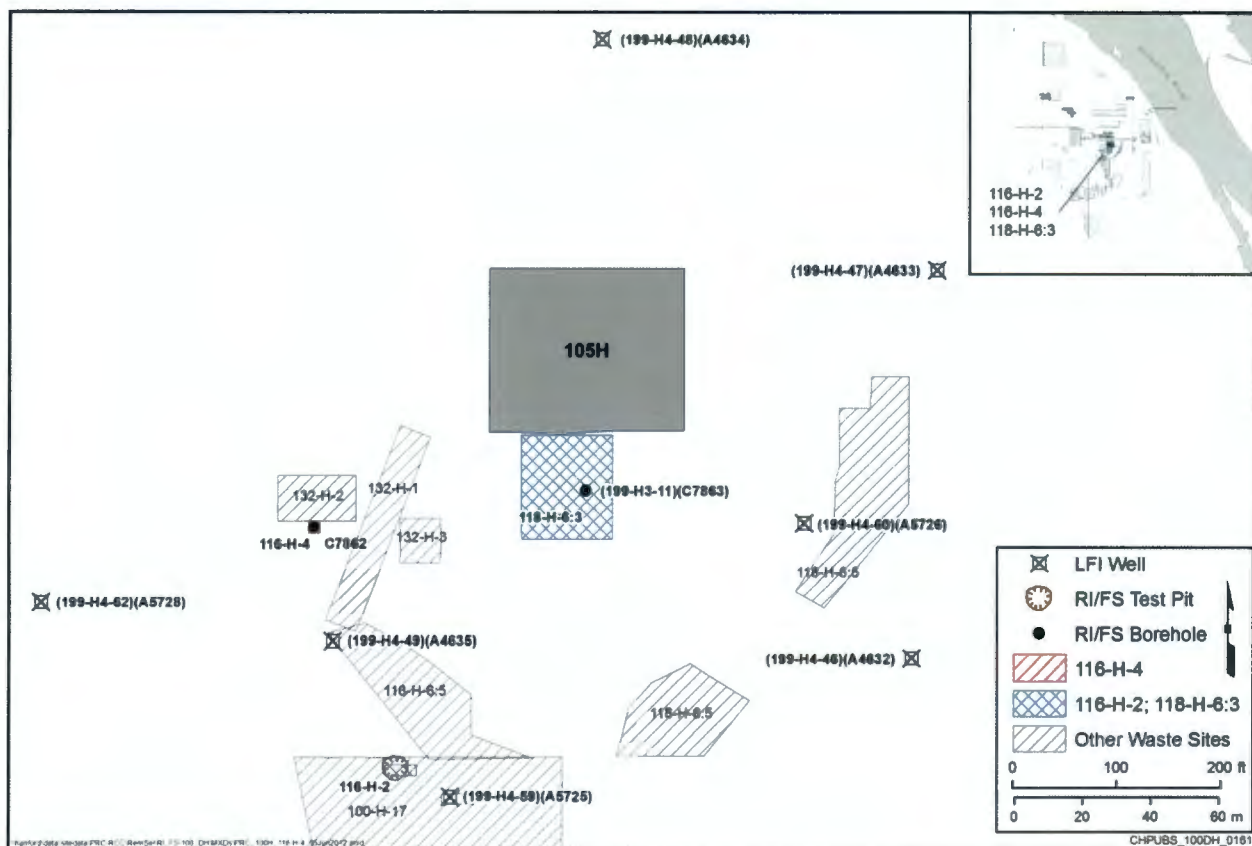 (199-H4-48)(A4634)
116-H-2
116-H-4
118-H-6:3
(199-H4-47)(A4633)
105H
132-H-2
132-H-1
(199-H3-11)(C7863)
118-H-6:3
(199-H4-60)(A5726)
116-H-4 C7862
132-H-3
118-H-6:5
(199-H4-62)(A5728)
(199-H4-49)(A4635)
(199-H4-46)(A4632)
116-H-6:5
118-H-6:5
116-H-2
(199-H4-59)(A5725)
100-H-17
LFI Well
RI/FS Test Pit
RI/FS Borehole
116-H-4
116-H-2; 118-H-6:3
Other Waste Sites
0 100 200 ft
0 20 40 60 m
CHPUBS_100DH_0161